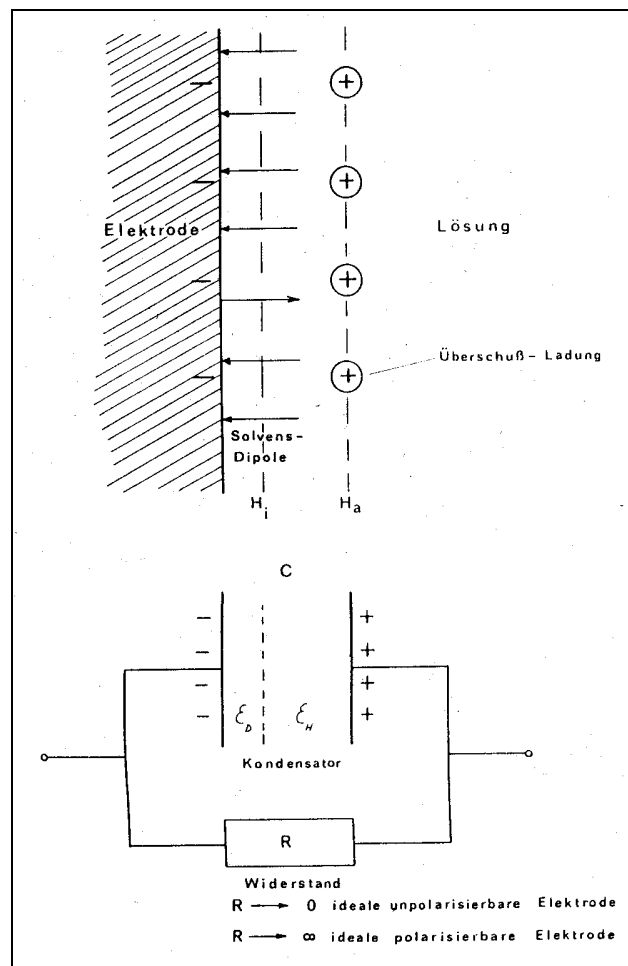 Elektrode
Lösung
Überschuß-Ladung
+
+
+
+
−
−
−
−
Solvens-
Dipole
H_i
H_a
C
−
−
−
−
+
+
+
+
ε_D
ε_H
Kondensator
R
Widerstand
R → 0 ideale unpolarisierbare Elektrode
R → ∞ ideale polarisierbare Elektrode